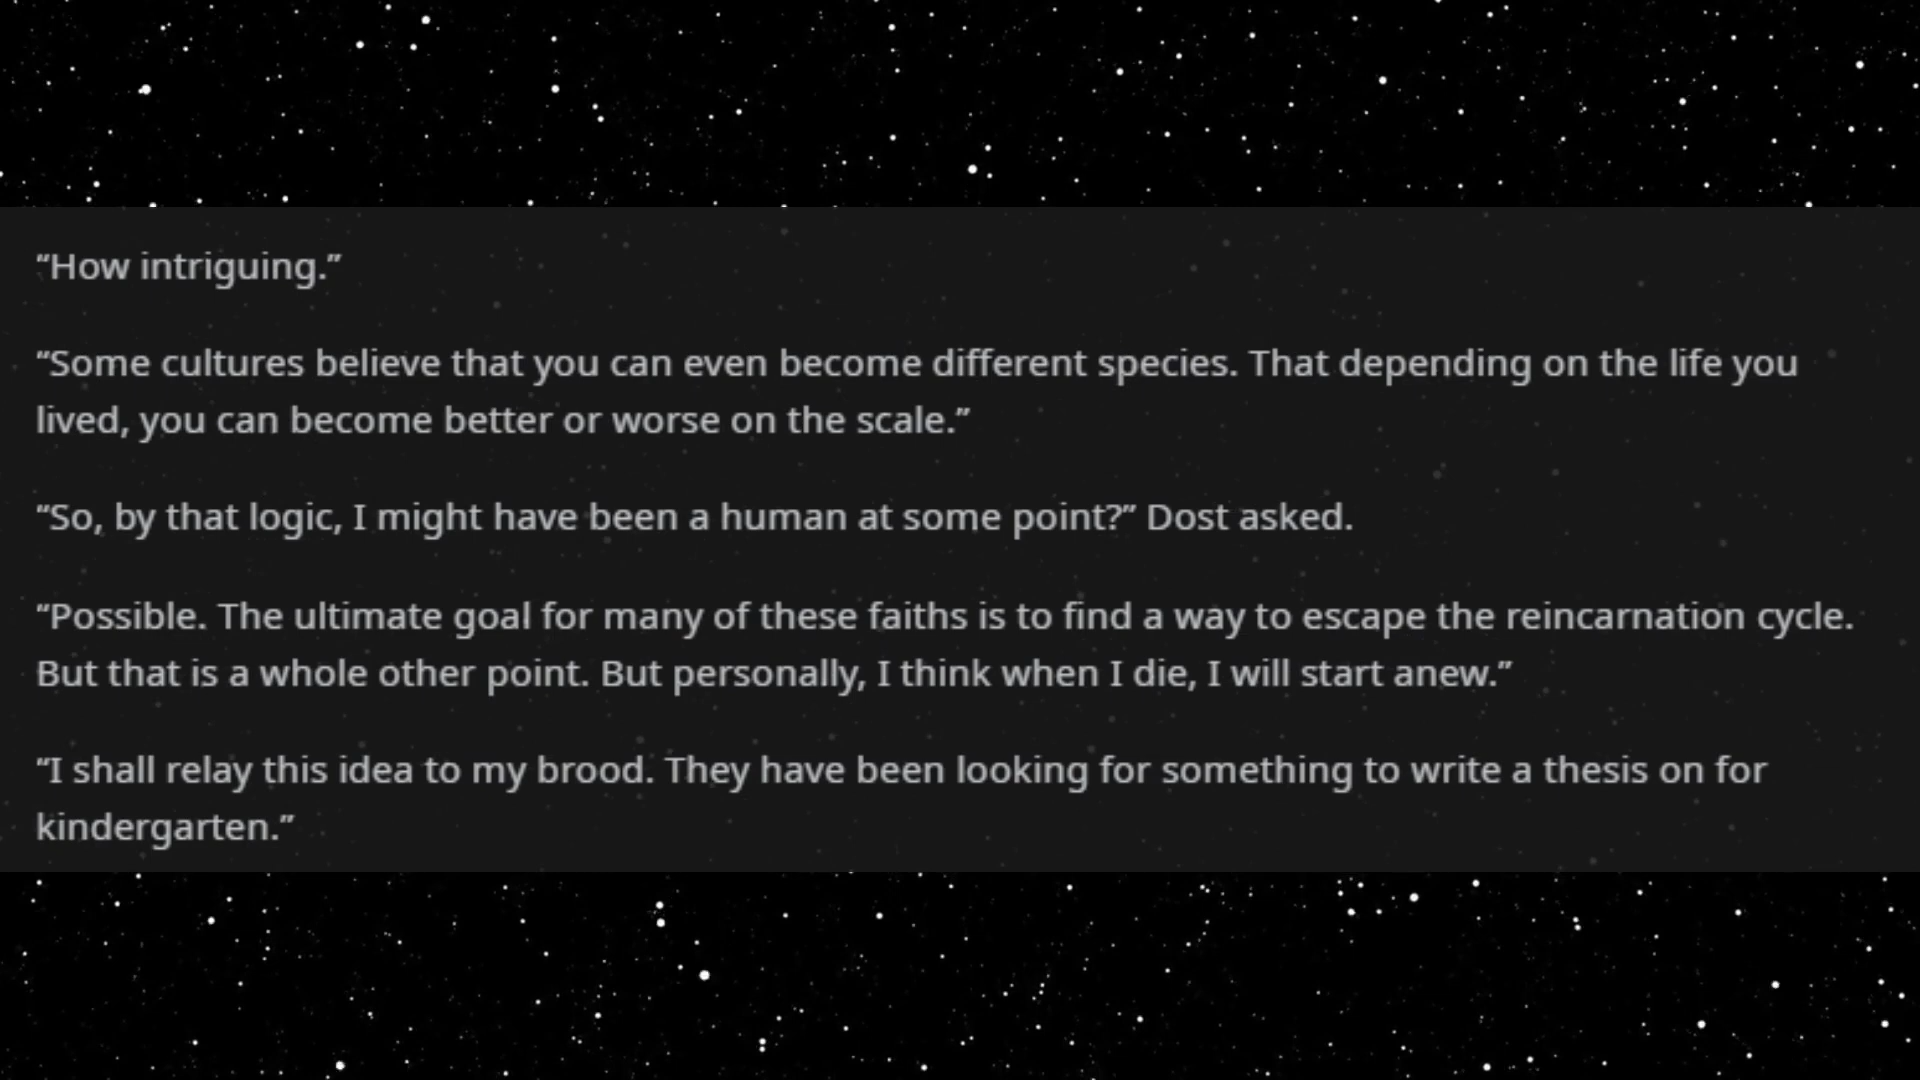 “How intriguing.”
“Some cultures believe that you can even become different species. That depending on the life you
lived, you can become better or worse on the scale.”
“So, by that logic, I might have been a human at some point?” Dost asked.
“Possible. The ultimate goal for many of these faiths is to find a way to escape the reincarnation cycle.
But that is a whole other point. But personally, I think when I die, I will start anew.”
“I shall relay this idea to my brood. They have been looking for something to write a thesis on for
kindergarten.”